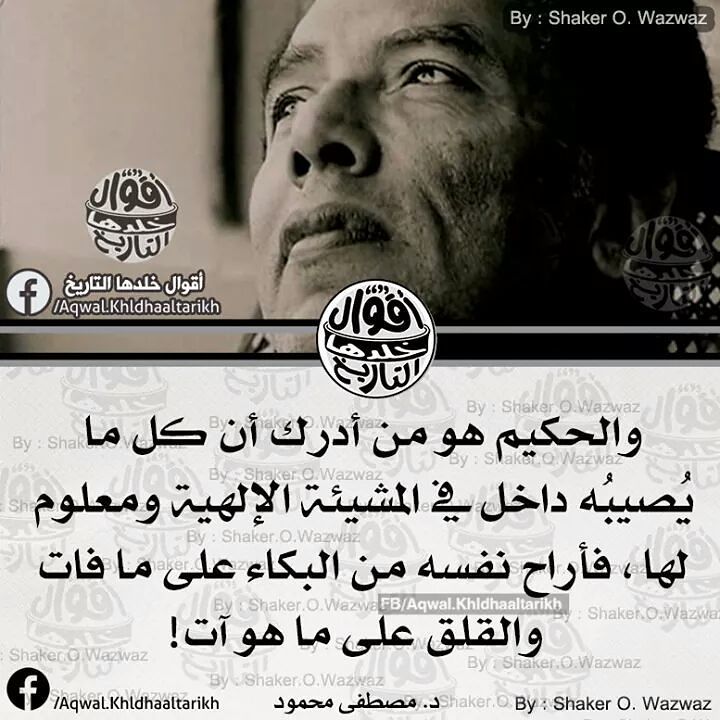 By : Shaker O. Wazwaz
أقوال
خلدها
التاريخ
أقوال خلدها التاريخ
/Aqwal.Khldhaaltarikh
أقوال
خلدها
التاريخ
والحكيم هو من أدرك أن كل ما
يُصيبُه داخل في المشيئة الإلهية ومعلوم
لها، فأراح نفسه من البكاء على ما فات
FB/Aqwal.Khldhaaltarikh
والقلق على ما هو آت!
/Aqwal.Khldhaaltarikh
د. مصطفى محمود
By : Shaker O. Wazwaz